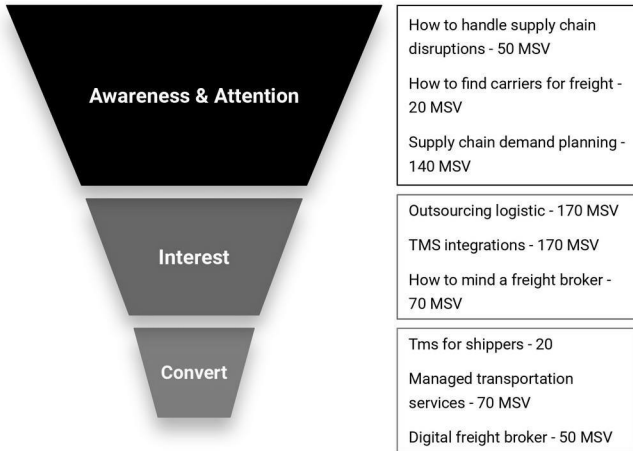 Awareness & Attention
How to handle supply chain
disruptions - 50 MSV
How to find carriers for freight -
20 MSV
Supply chain demand planning -
140 MSV
Interest
Outsourcing logistic - 170 MSV
TMS integrations - 170 MSV
How to mind a freight broker -
70 MSV
Convert
Tms for shippers - 20
Managed transportation
services - 70 MSV
Digital freight broker - 50 MSV